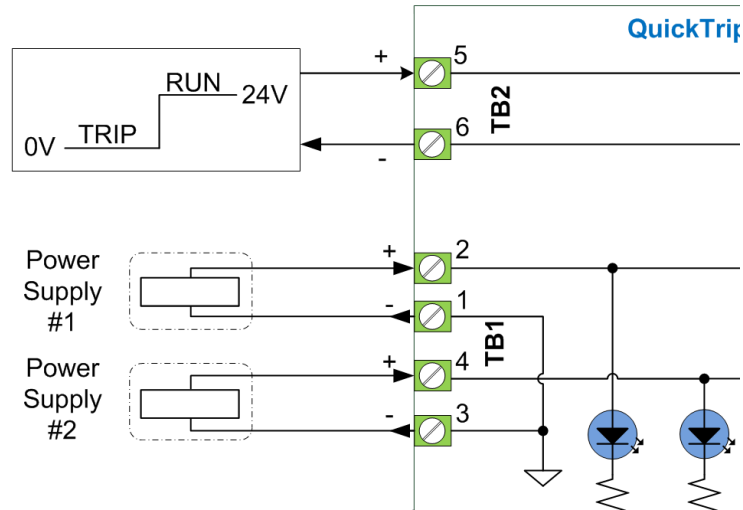 QuickTrip
+
5
RUN
24V
TRIP
0V
TB2
6
-
Power
Supply
#1
+
2
-
1
TB1
Power
Supply
#2
+
4
-
3